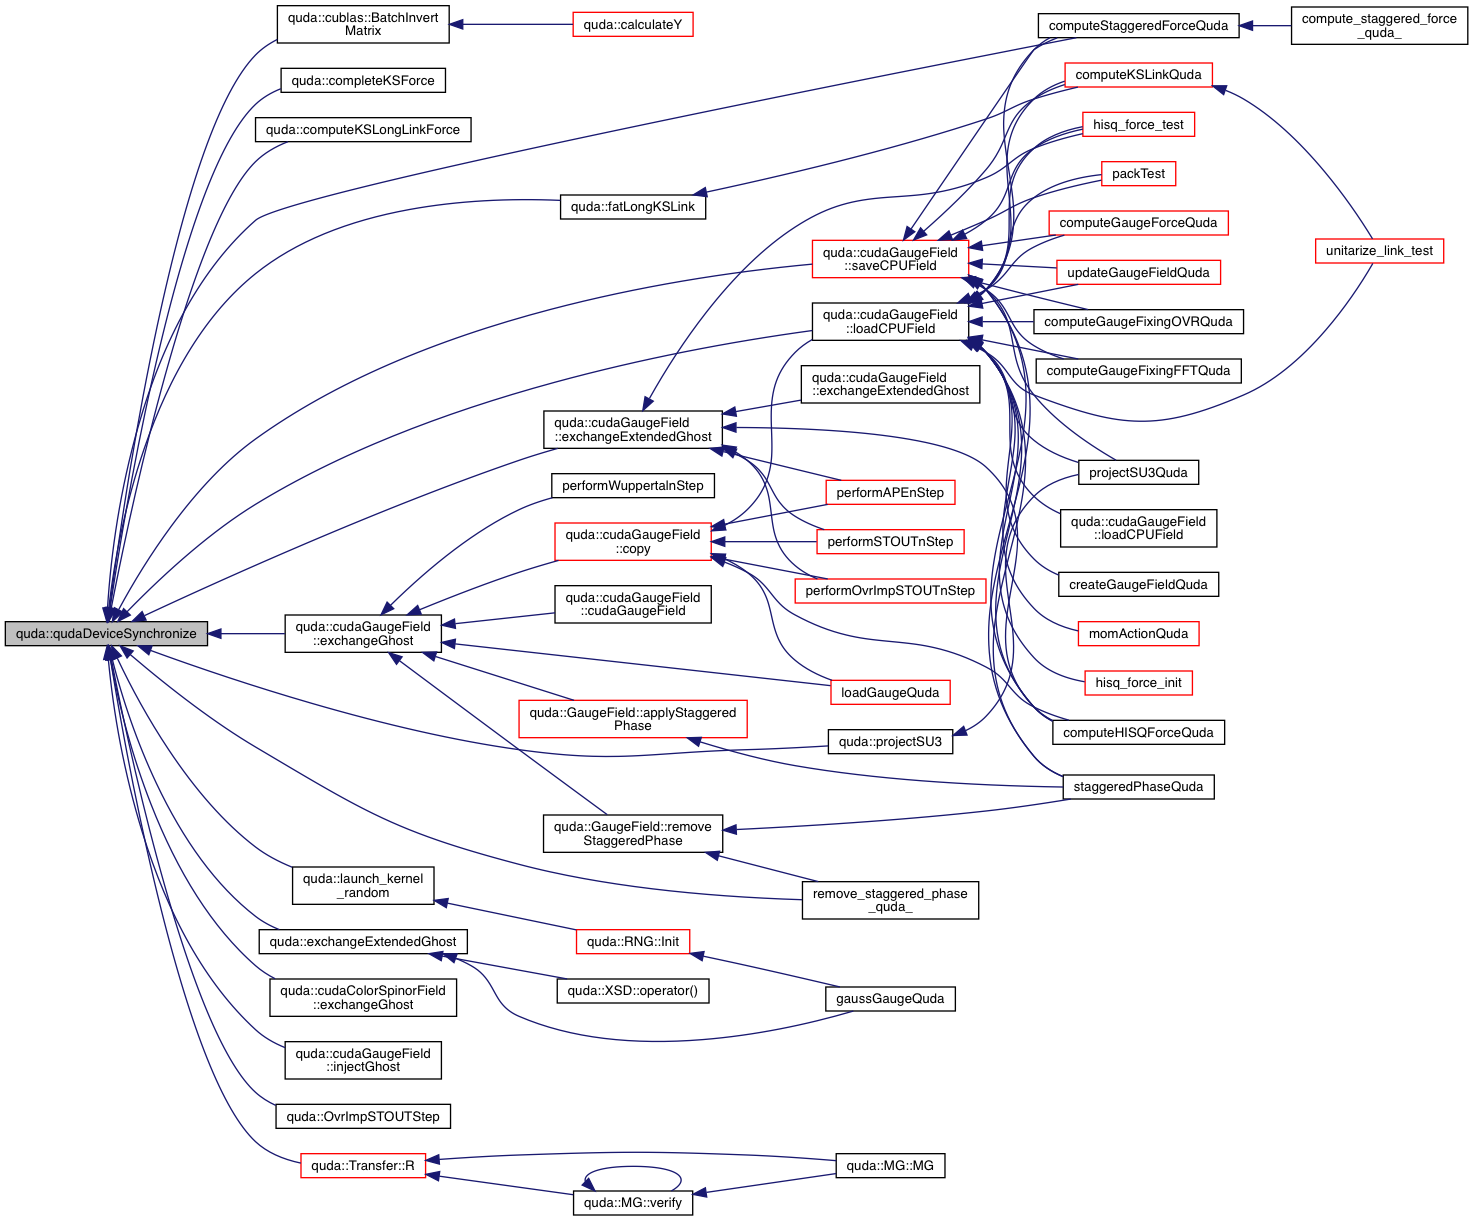 quda::qudaDeviceSynchronize
quda::cublas::BatchInvert
Matrix
quda::calculateY
quda::completeKSForce
quda::computeKSLongLinkForce
computeStaggeredForceQuda
compute_staggered_force
_quda_
quda::fatLongKSLink
computeKSLinkQuda
unitarize_link_test
hisq_force_test
packTest
quda::cudaGaugeField
::saveCPUField
computeGaugeForceQuda
updateGaugeFieldQuda
quda::cudaGaugeField
::loadCPUField
computeGaugeFixingOVRQuda
computeGaugeFixingFFTQuda
quda::cudaGaugeField
::exchangeExtendedGhost
quda::cudaGaugeField
::exchangeExtendedGhost
projectSU3Quda
performWuppertalnStep
performAPEnStep
quda::cudaGaugeField
::copy
performSTOUTnStep
quda::cudaGaugeField
::loadCPUField
performOvrImpSTOUTnStep
createGaugeFieldQuda
quda::cudaGaugeField
::cudaGaugeField
quda::cudaGaugeField
::exchangeGhost
momActionQuda
loadGaugeQuda
hisq_force_init
quda::GaugeField::applyStaggered
Phase
quda::projectSU3
computeHISQForceQuda
staggeredPhaseQuda
quda::GaugeField::remove
StaggeredPhase
remove_staggered_phase
_quda_
quda::launch_kernel
_random
quda::exchangeExtendedGhost
quda::RNG::Init
quda::cudaColorSpinorField
::exchangeGhost
quda::XSD::operator()
gaussGaugeQuda
quda::cudaGaugeField
::injectGhost
quda::OvrImpSTOUTStep
quda::Transfer::R
quda::MG::MG
quda::MG::verify